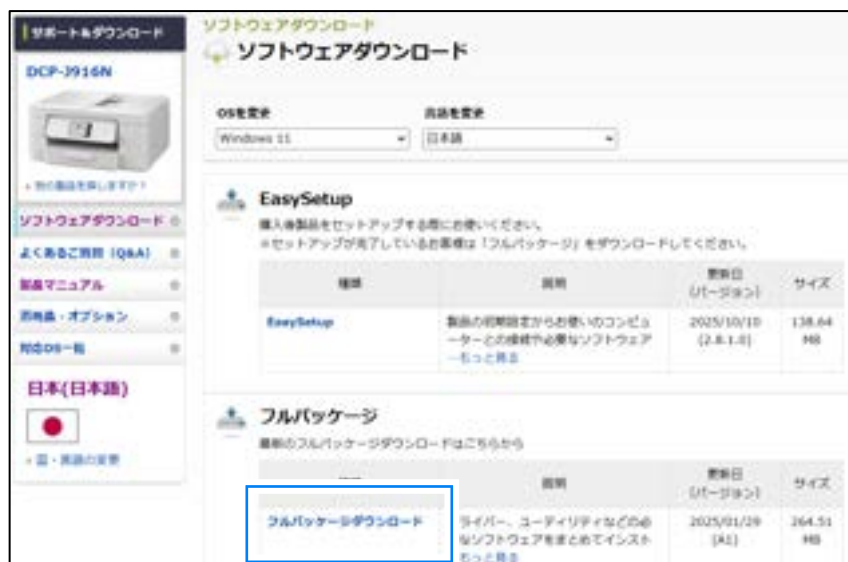 サポート&ダウンロード
DCP-J916N
他の製品を探しますか?
ソフトウェアダウンロード
よくあるご質問 (Q&A)
製品マニュアル
消耗品・オプション
対応OS一覧
日本(日本語)
国・言語の変更
ソフトウェアダウンロード
ソフトウェアダウンロード
OSを変更 言語を変更
Windows 11 日本語
EasySetup
購入後製品をセットアップする際にお使いください。
※セットアップが完了しているお客様は「フルパッケージ」をダウンロードしてください。
種類 説明 更新日 サイズ
(バージョン)
EasySetup 製品の初期設定からお使いのコンピュ 2025/10/10 138.64
ーターとの接続や必要なソフトウェア (2.8.1.0) MB
…もっと見る
フルパッケージ
最新のフルパッケージダウンロードはこちらから
説明 更新日 サイズ
(バージョン)
フルパッケージダウンロード ライバー、ユーティリティなどの必 2025/01/29 264.51
なソフトウェアをまとめてインスト (A1) MB
もっと見る